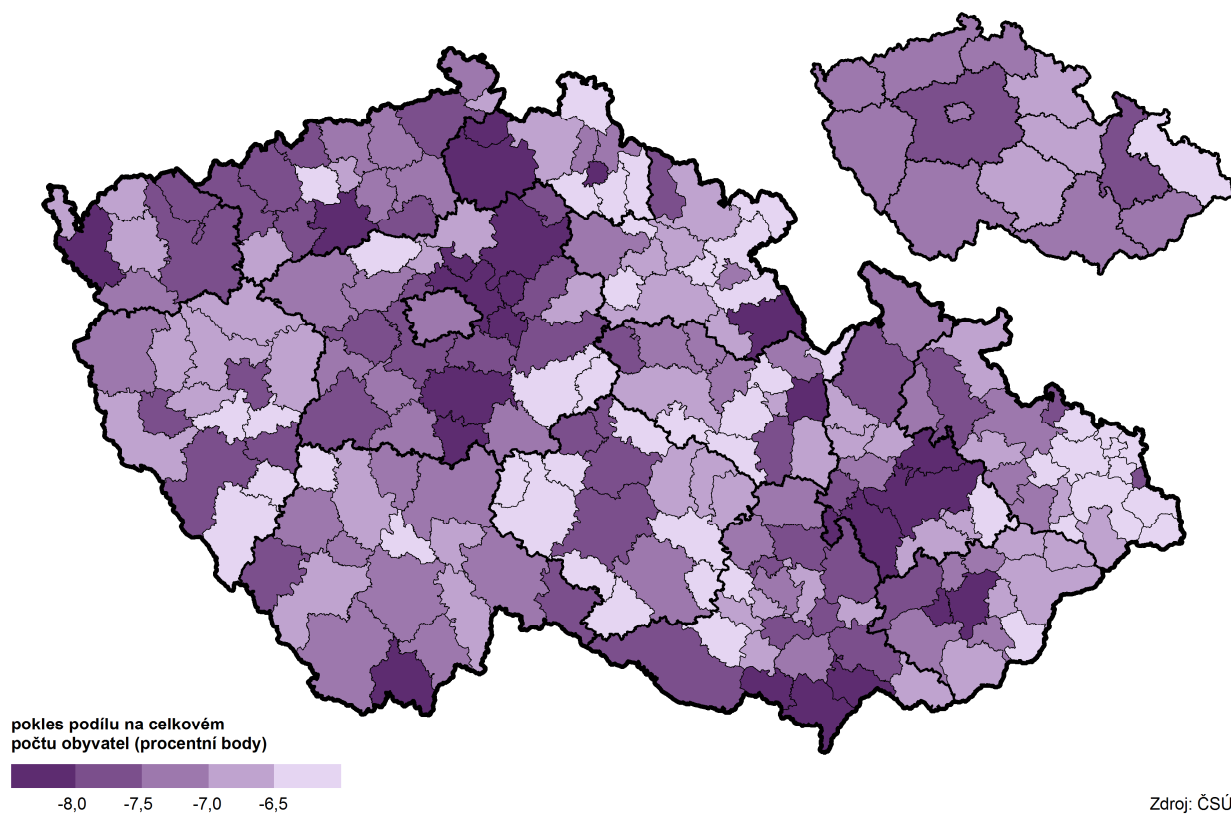 pokles podílu na celkovém
počtu obyvatel (procentní body)
-8,0 -7,5 -7,0 -6,5
Zdroj: ČSÚ